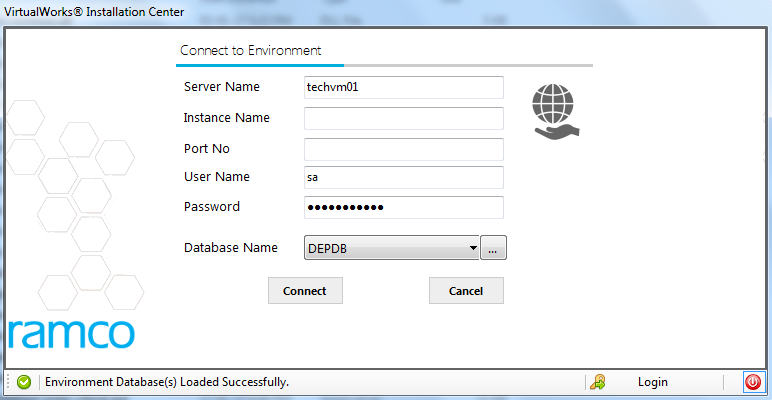 VirtualWorks® Installation Center
Connect to Environment
Server Name techvm01
Instance Name
Port No
User Name sa
Password ●●●●●●●●●●●
Database Name DEPDB ...
Connect Cancel
ramco
Environment Database(s) Loaded Successfully. Login